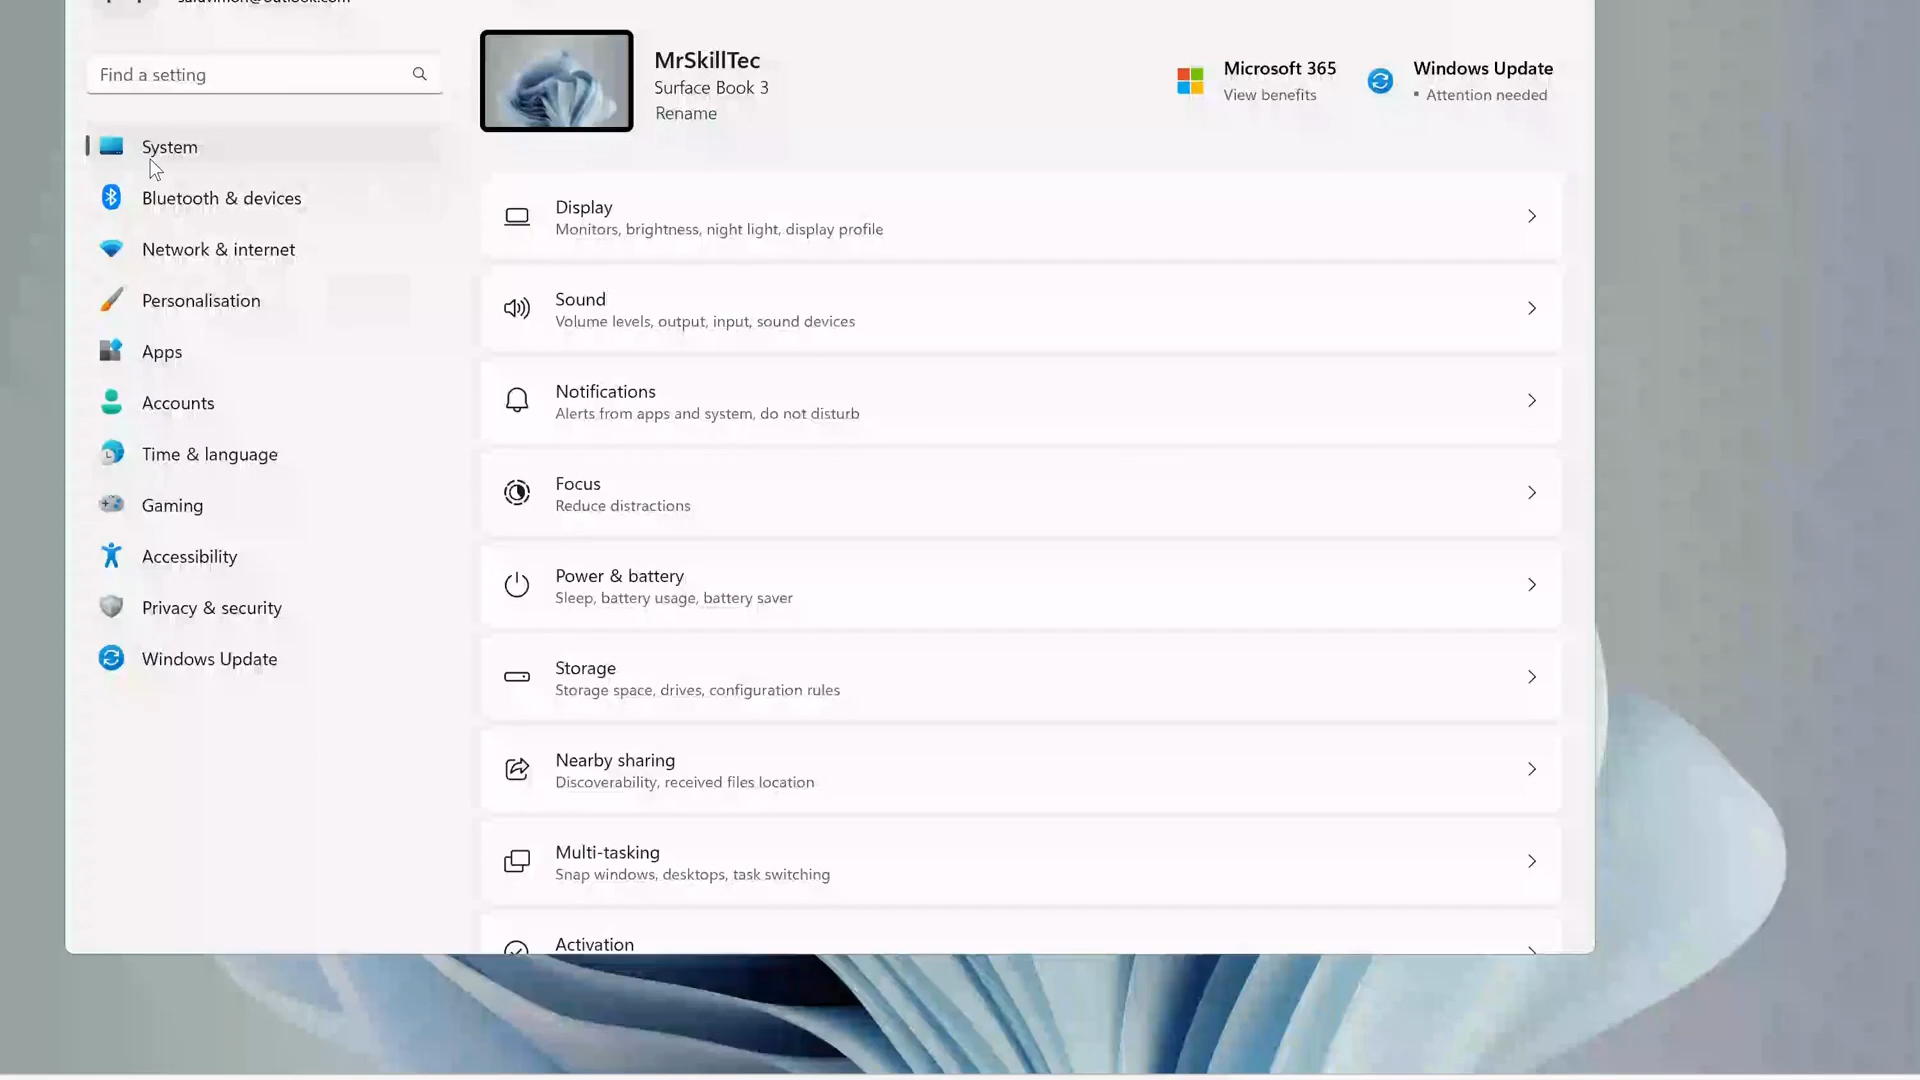 Find a setting
MrSkillTec
Surface Book 3
Rename
Microsoft 365
View benefits
Windows Update
• Attention needed
System
Bluetooth & devices
Network & internet
Personalisation
Apps
Accounts
Time & language
Gaming
Accessibility
Privacy & security
Windows Update
Display
Monitors, brightness, night light, display profile
Sound
Volume levels, output, input, sound devices
Notifications
Alerts from apps and system, do not disturb
Focus
Reduce distractions
Power & battery
Sleep, battery usage, battery saver
Storage
Storage space, drives, configuration rules
Nearby sharing
Discoverability, received files location
Multi-tasking
Snap windows, desktops, task switching
Activation